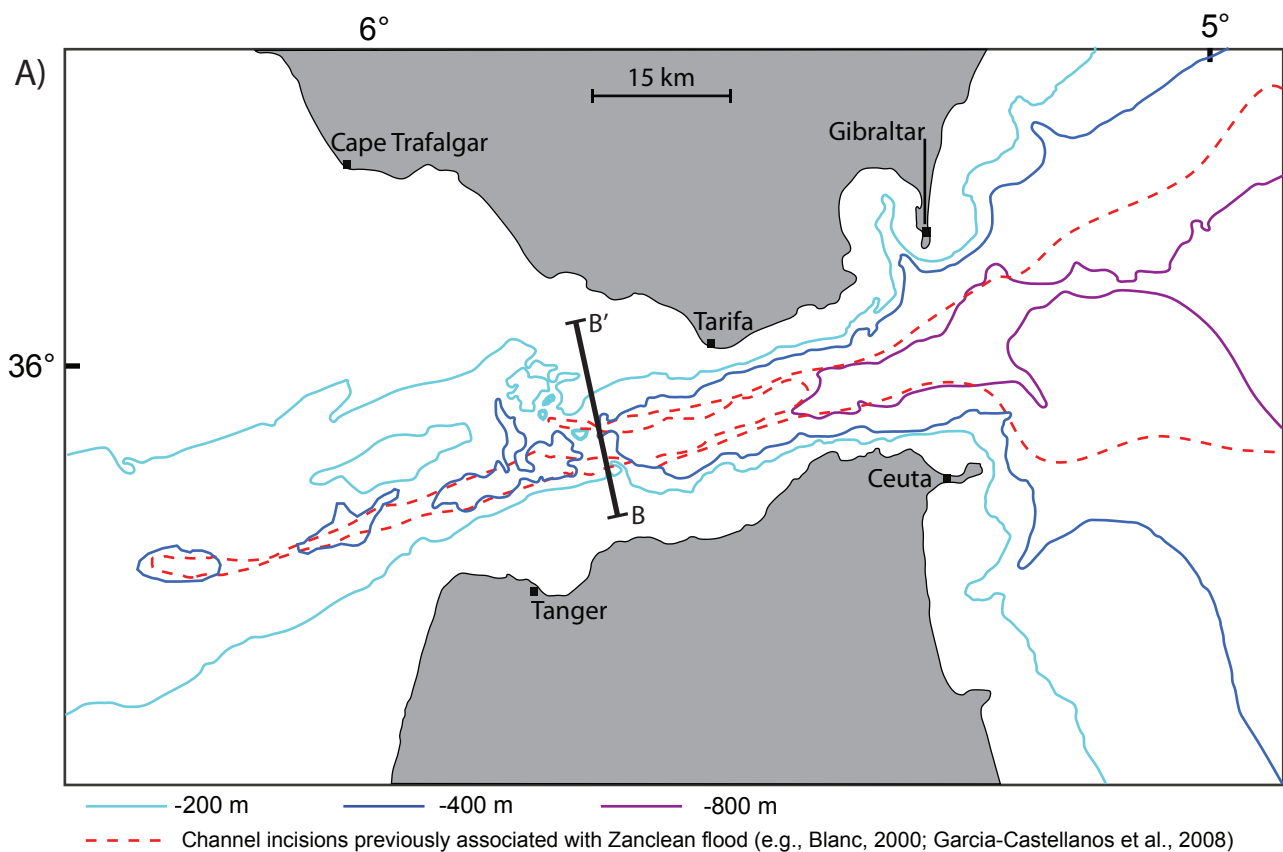 6°
5°
A)
15 km
Cape Trafalgar
Gibraltar
B'
Tarifa
36°
Ceuta
B
Tanger
-200 m
-400 m
-800 m
Channel incisions previously associated with Zanclean flood (e.g., Blanc, 2000; Garcia-Castellanos et al., 2008)